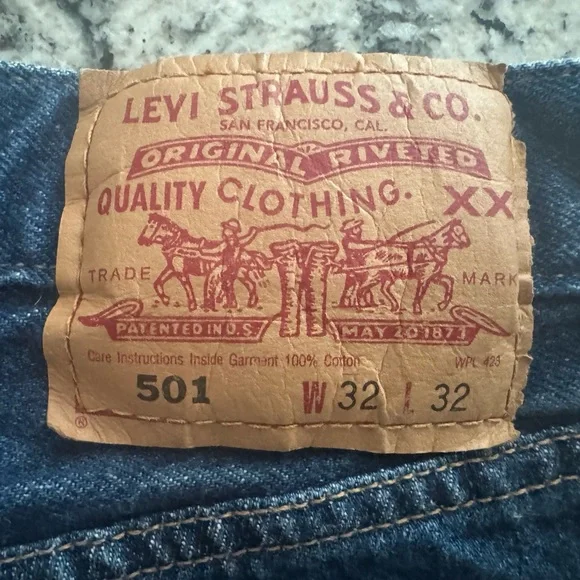 LEVI STRAUSS & CO.
SAN FRANCISCO, CAL.
ORIGINAL RIVETED
QUALITY CLOTHING. XX
TRADE MARK
PATENTED IN U.S. MAY 20 1873
Care Instructions Inside Garment 100% Cotton WPL 423
501 W 32 L 32
®